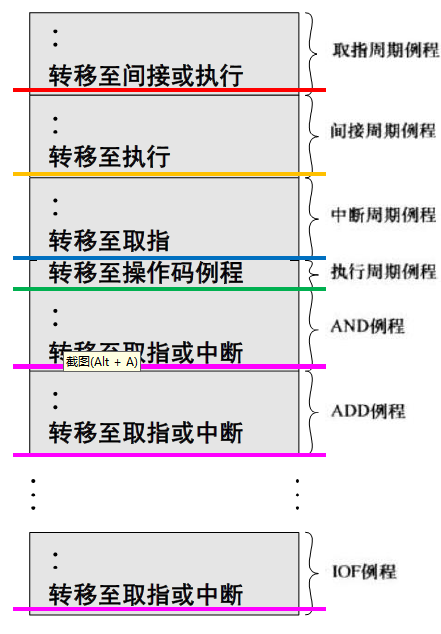 取指周期例程
转移至间接或执行
间接周期例程
转移至执行
中断周期例程
转移至取指
执行周期例程
转移至操作码例程
AND例程
转移至取指或中断
截图(Alt + A)
ADD例程
转移至取指或中断
IOF例程
转移至取指或中断